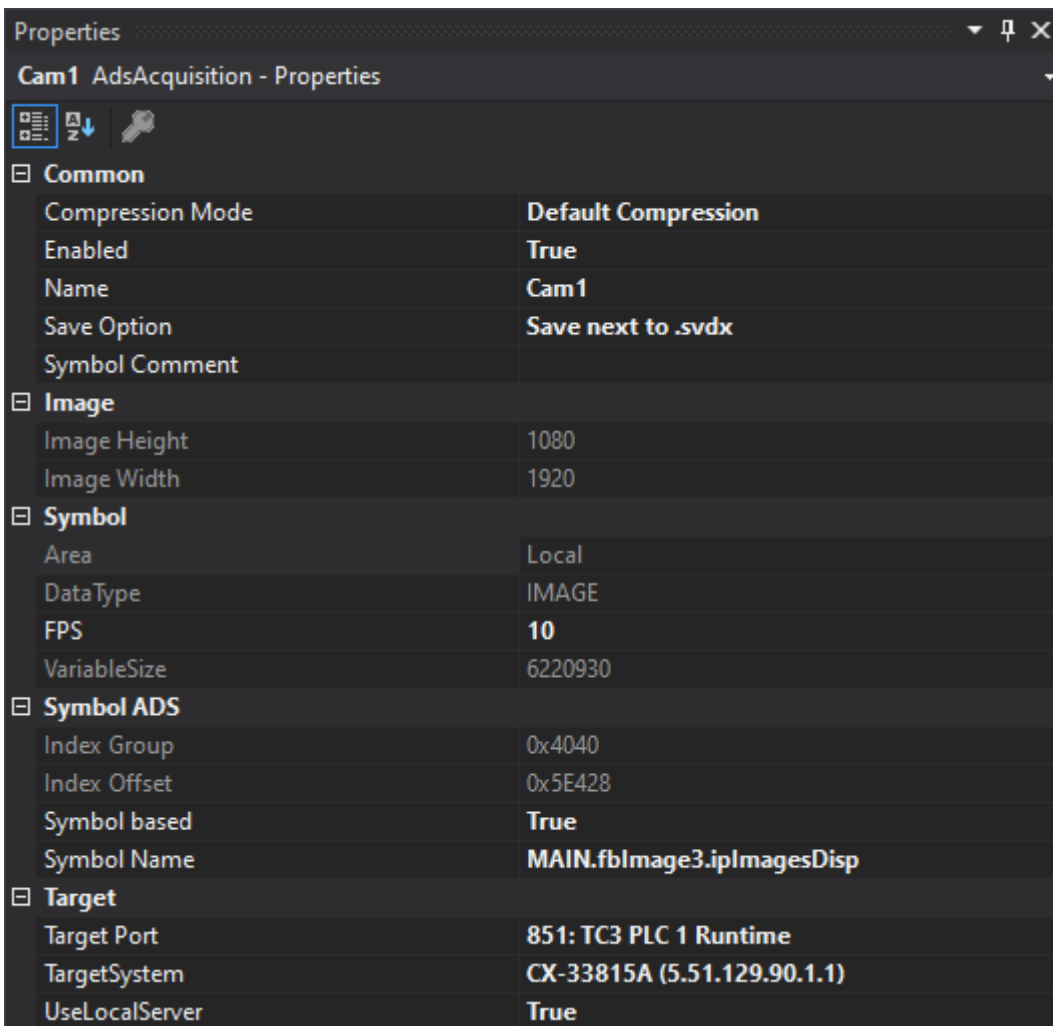 Properties
Cam1 AdsAcquisition - Properties
Common
Compression Mode Default Compression
Enabled True
Name Cam1
Save Option Save next to .svdx
Symbol Comment
Image
Image Height 1080
Image Width 1920
Symbol
Area Local
DataType IMAGE
FPS 10
VariableSize 6220930
Symbol ADS
Index Group 0x4040
Index Offset 0x5E428
Symbol based True
Symbol Name MAIN.fbImage3.ipImagesDisp
Target
Target Port 851: TC3 PLC 1 Runtime
TargetSystem CX-33815A (5.51.129.90.1.1)
UseLocalServer True